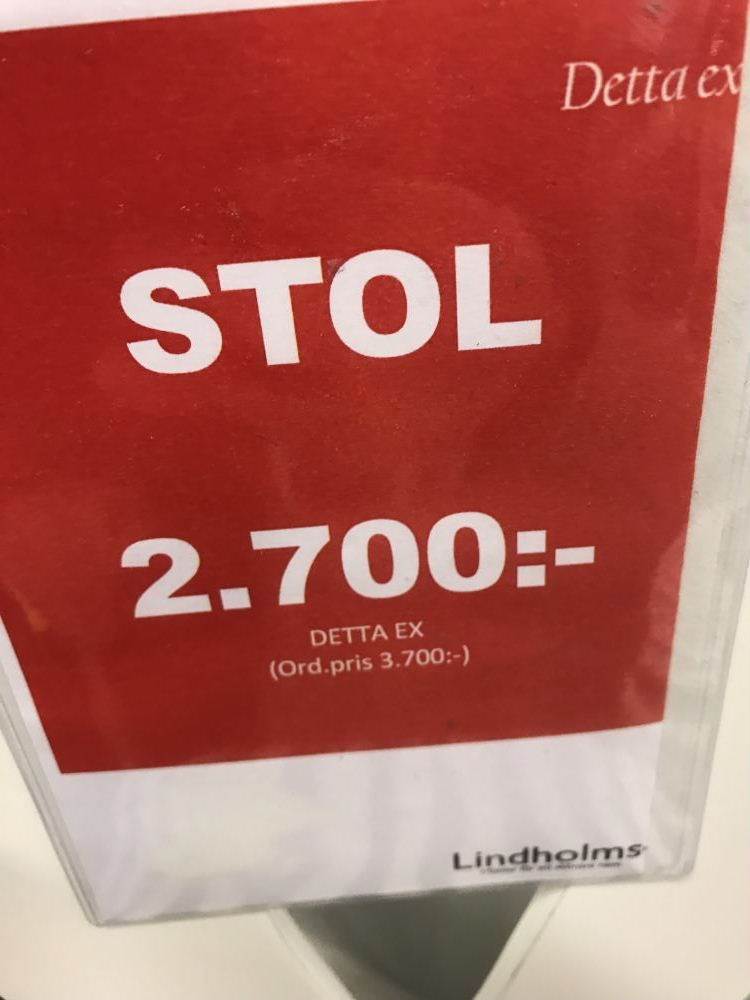 Detta ex
STOL
2.700:-
DETTA EX
(Ord.pris 3.700:-)
Lindholms